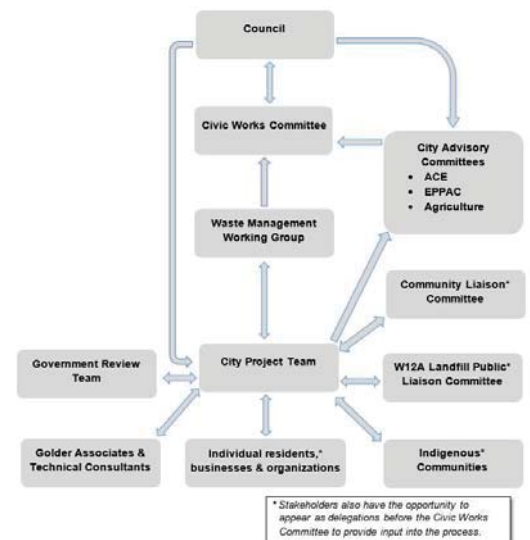 Council
Civic Works Committee
City Advisory
Committees
• ACE
• EPPAC
• Agriculture
Waste Management
Working Group
Community Liaison*
Committee
Government Review
Team
City Project Team
W12A Landfill Public*
Liaison Committee
Golder Associates &
Technical Consultants
Individual residents,*
businesses & organizations
Indigenous*
Communities
* Stakeholders also have the opportunity to
appear as delegations before the Civic Works
Committee to provide input into the process.